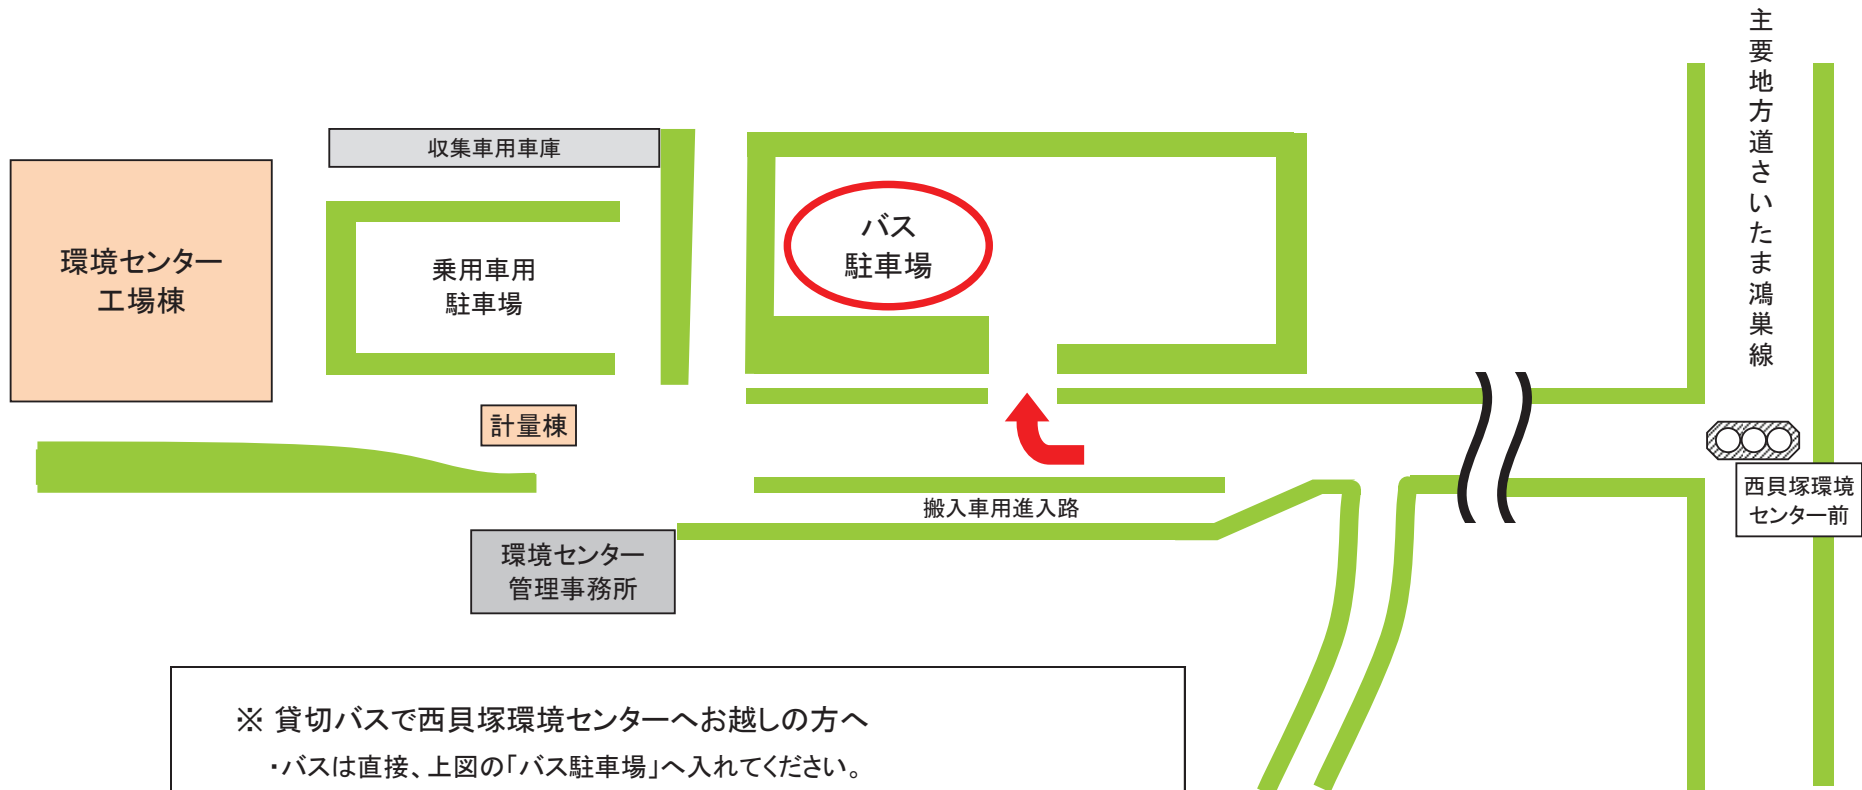 主要地方道さいたま鴻巣線
収集車用車庫
環境センター
工場棟
乗用車用
駐車場
バス
駐車場
計量棟
西貝塚環境
センター前
搬入車用進入路
環境センター
管理事務所
※ 貸切バスで西貝塚環境センターへお越しの方へ
・バスは直接、上図の「バス駐車場」へ入れてください。